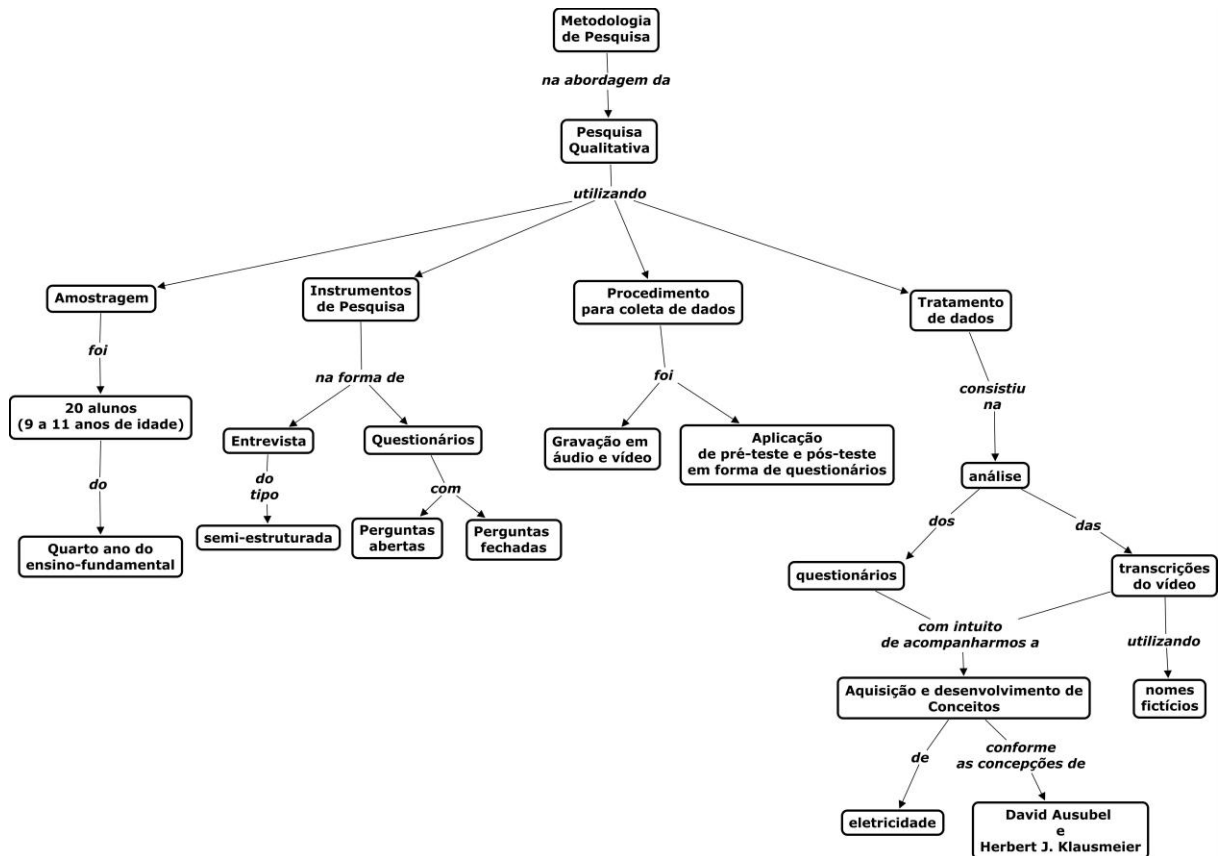 Metodologia
de Pesquisa
na abordagem da
Pesquisa
Qualitativa
utilizando
Amostragem
Instrumentos
de Pesquisa
Procedimento
para coleta de dados
Tratamento
de dados
foi
na forma de
foi
consistiu
na
20 alunos
(9 a 11 anos de idade)
Entrevista
Questionários
Gravação em
áudio e vídeo
Aplicação
de pré-teste e pós-teste
em forma de questionários
análise
do
do
tipo
com
dos
das
Quarto ano do
ensino-fundamental
semi-estruturada
Perguntas
abertas
Perguntas
fechadas
questionários
transcrições
do vídeo
com intuito
de acompanharmos a
utilizando
Aquisição e desenvolvimento de
Conceitos
nomes
fictícios
de
conforme
as concepções de
eletricidade
David Ausubel
e
Herbert J. Klausmeier